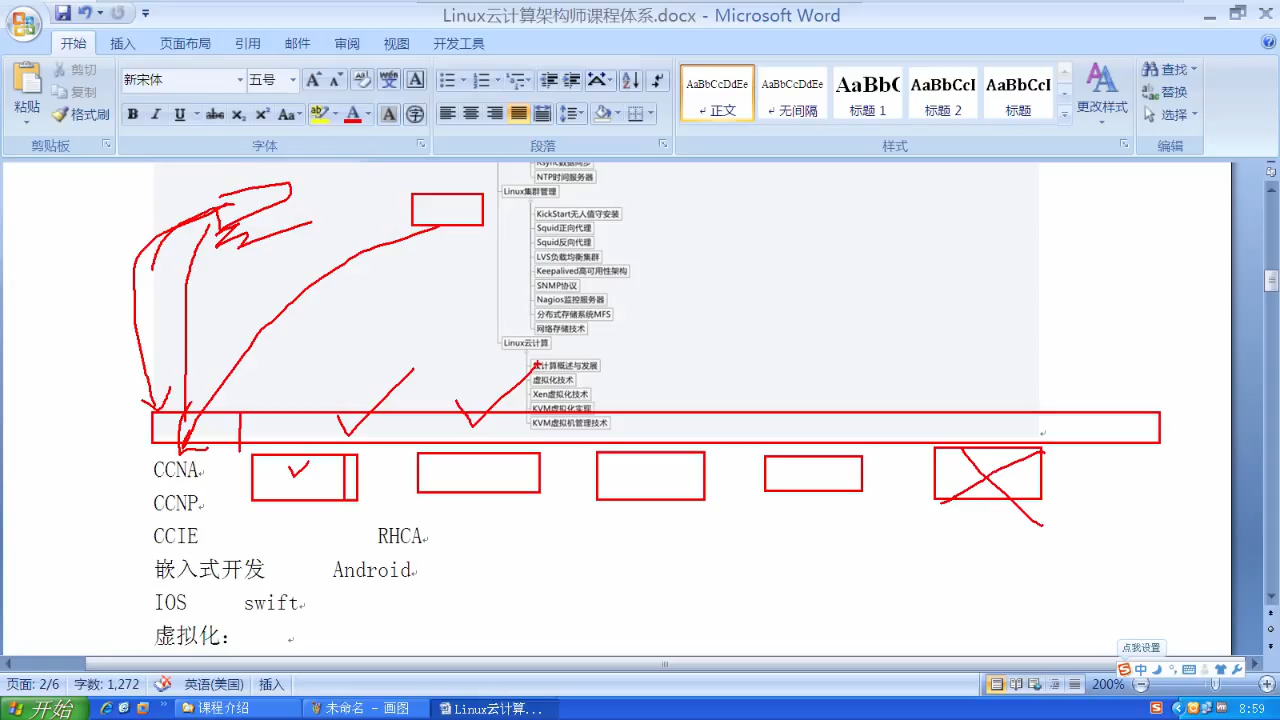 Linux云计算架构师课程体系.docx - Microsoft Word
开始 插入 页面布局 引用 邮件 审阅 视图 开发工具
粘贴 剪切 复制 格式刷
新宋体 五号
AaBbCcDdEe AaBbCcDdEe AaBbC AaBbCcI AaBbCcI
正文 无间隔 标题 1 标题 2 标题
更改样式
查找 替换 选择
剪贴板 字体 段落 样式 编辑
NTP时间服务器
Linux集群管理
KickStart无人值守安装
Squid正向代理
Squid反向代理
LVS负载均衡集群
Keepalived高可用性架构
SNMP协议
Nagios监控服务器
分布式存储系统MFS
网络存储技术
Linux云计算
云计算概述与发展
虚拟化技术
Xen虚拟化技术
KVM虚拟化实现
KVM虚拟机管理技术
CCNA
CCNP
CCIE RHCA
嵌入式开发 Android
IOS swift
虚拟化:
点我设置
中
页面: 2/6 字数: 1,272 英语(美国) 插入 200%
开始 课程介绍 未命名 - 画图 Linux云计算... 8:59